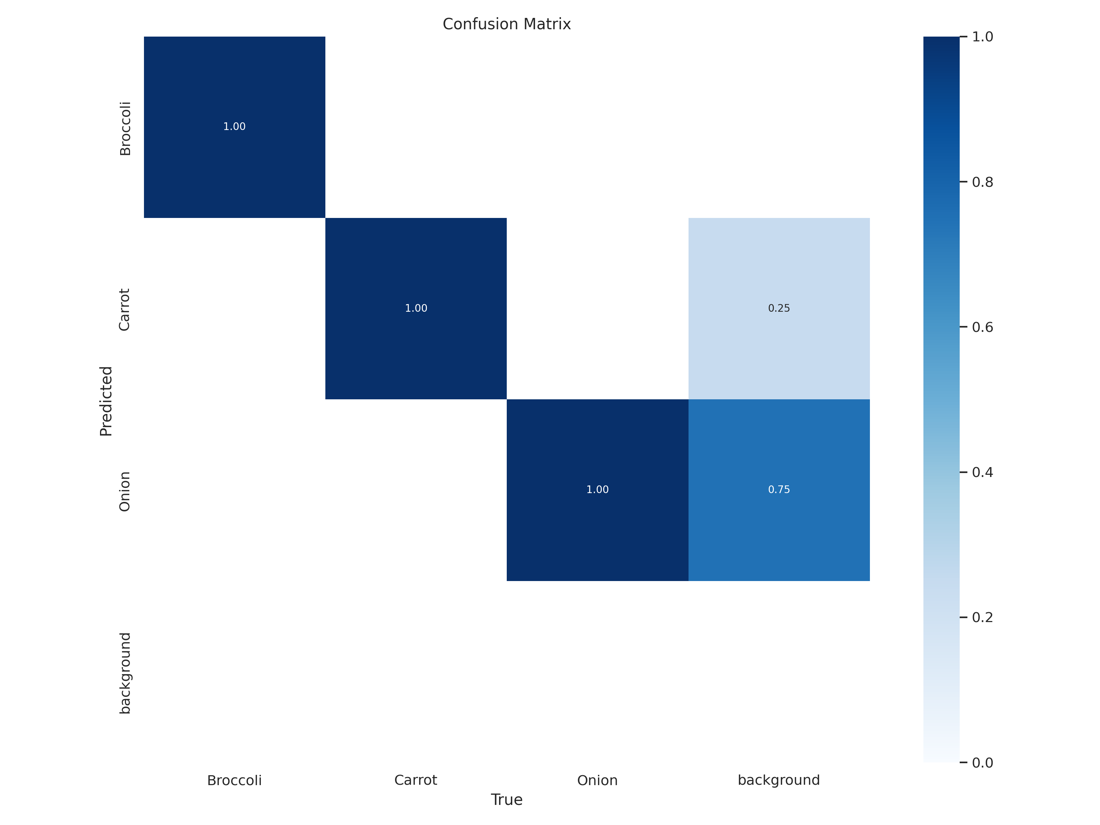 Confusion Matrix
Predicted
Broccoli
Carrot
Onion
background
1.00
1.00
0.25
1.00
0.75
Broccoli
Carrot
Onion
background
True
1.0
0.8
0.6
0.4
0.2
0.0